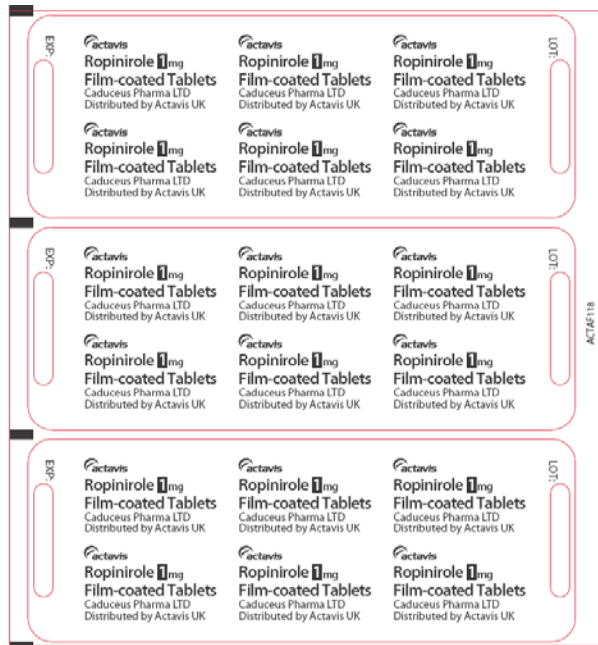 EXP:
LOT:
actavis actavis actavis
Ropinirole 1mg Ropinirole 1mg Ropinirole 1mg
Film-coated Tablets Film-coated Tablets Film-coated Tablets
Caduceus Pharma LTD Caduceus Pharma LTD Caduceus Pharma LTD
Distributed by Actavis UK Distributed by Actavis UK Distributed by Actavis UK
actavis actavis actavis
Ropinirole 1mg Ropinirole 1mg Ropinirole 1mg
Film-coated Tablets Film-coated Tablets Film-coated Tablets
Caduceus Pharma LTD Caduceus Pharma LTD Caduceus Pharma LTD
Distributed by Actavis UK Distributed by Actavis UK Distributed by Actavis UK
EXP:
LOT:
actavis actavis actavis
Ropinirole 1mg Ropinirole 1mg Ropinirole 1mg
Film-coated Tablets Film-coated Tablets Film-coated Tablets
Caduceus Pharma LTD Caduceus Pharma LTD Caduceus Pharma LTD
Distributed by Actavis UK Distributed by Actavis UK Distributed by Actavis UK
actavis actavis actavis
Ropinirole 1mg Ropinirole 1mg Ropinirole 1mg
Film-coated Tablets Film-coated Tablets Film-coated Tablets
Caduceus Pharma LTD Caduceus Pharma LTD Caduceus Pharma LTD
Distributed by Actavis UK Distributed by Actavis UK Distributed by Actavis UK
ACTAF118
EXP:
LOT:
actavis actavis actavis
Ropinirole 1mg Ropinirole 1mg Ropinirole 1mg
Film-coated Tablets Film-coated Tablets Film-coated Tablets
Caduceus Pharma LTD Caduceus Pharma LTD Caduceus Pharma LTD
Distributed by Actavis UK Distributed by Actavis UK Distributed by Actavis UK
actavis actavis actavis
Ropinirole 1mg Ropinirole 1mg Ropinirole 1mg
Film-coated Tablets Film-coated Tablets Film-coated Tablets
Caduceus Pharma LTD Caduceus Pharma LTD Caduceus Pharma LTD
Distributed by Actavis UK Distributed by Actavis UK Distributed by Actavis UK